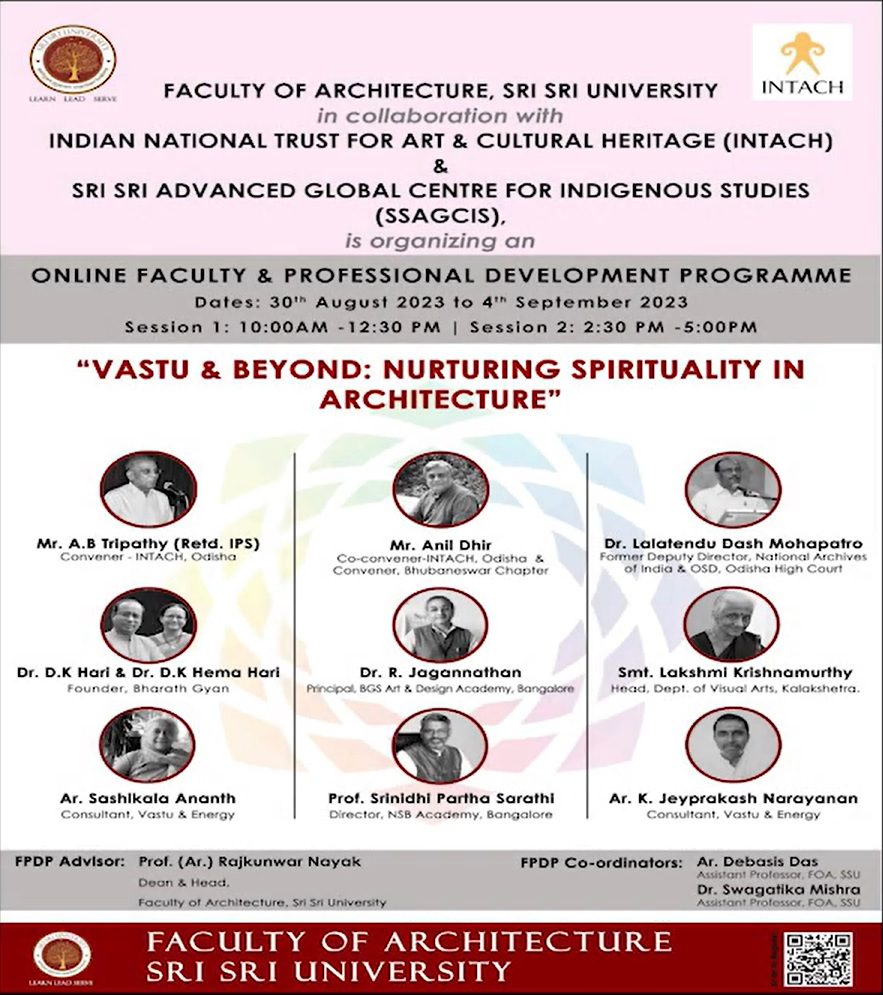 SRI SRI UNIVERSITY
LEARN LEAD SERVE
INTACH
FACULTY OF ARCHITECTURE, SRI SRI UNIVERSITY
in collaboration with
INDIAN NATIONAL TRUST FOR ART & CULTURAL HERITAGE (INTACH)
&
SRI SRI ADVANCED GLOBAL CENTRE FOR INDIGENOUS STUDIES
(SSAGCIS),
is organizing an
ONLINE FACULTY & PROFESSIONAL DEVELOPMENT PROGRAMME
Dates: 30th August 2023 to 4th September 2023
Session 1: 10:00AM -12:30 PM | Session 2: 2:30 PM -5:00PM
“VASTU & BEYOND: NURTURING SPIRITUALITY IN
ARCHITECTURE”
Mr. A.B Tripathy (Retd. IPS)
Convener - INTACH, Odisha
Mr. Anil Dhir
Co-convener-INTACH, Odisha &
Convener, Bhubaneswar Chapter
Dr. Lalatendu Dash Mohapatro
Former Deputy Director, National Archives
of India & OSD, Odisha High Court
Dr. D.K Hari & Dr. D.K Hema Hari
Founder, Bharath Gyan
Dr. R. Jagannathan
Principal, BGS Art & Design Academy, Bangalore
Smt. Lakshmi Krishnamurthy
Head, Dept. of Visual Arts, Kalakshetra.
Ar. Sashikala Ananth
Consultant, Vastu & Energy
Prof. Srinidhi Partha Sarathi
Director, NSB Academy, Bangalore
Ar. K. Jeyprakash Narayanan
Consultant, Vastu & Energy
FPDP Advisor: Prof. (Ar.) Rajkunwar Nayak
Dean & Head,
Faculty of Architecture, Sri Sri University
FPDP Co-ordinators: Ar. Debasis Das
Assistant Professor, FOA, SSU
Dr. Swagatika Mishra
Assistant Professor, FOA, SSU
LEARN LEAD SERVE
FACULTY OF ARCHITECTURE
SRI SRI UNIVERSITY